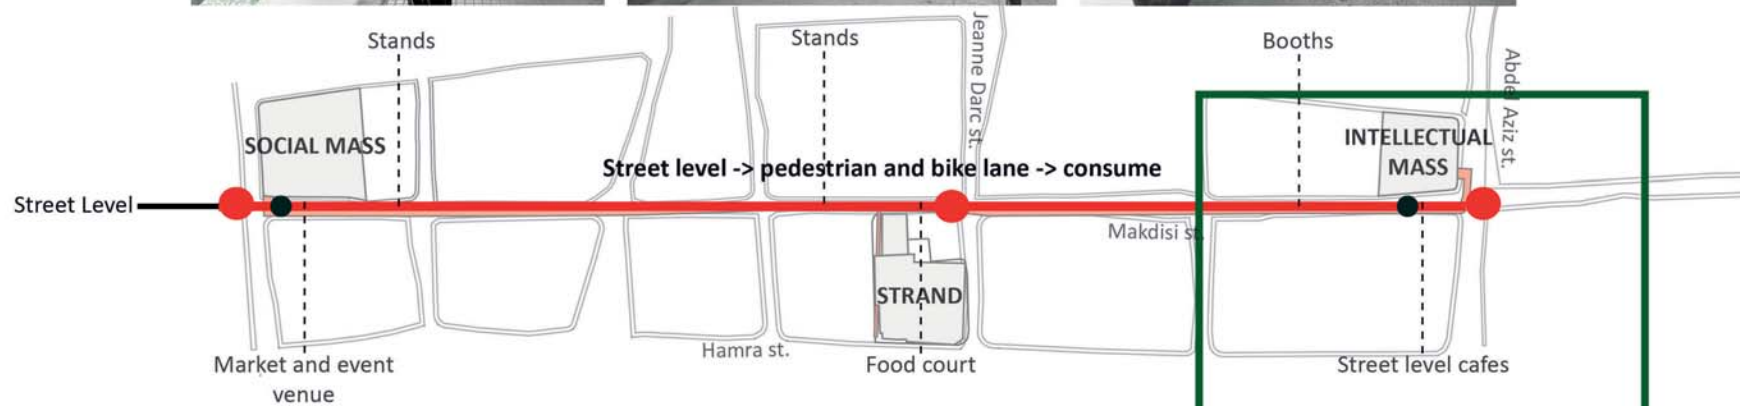 Stands
Stands
Jeanne Darc st.
Booths
Abdel Aziz st.
SOCIAL MASS
INTELLECTUAL
MASS
Street level -> pedestrian and bike lane -> consume
Street Level
Makdisi st.
STRAND
Hamra st.
Market and event
venue
Food court
Street level cafes